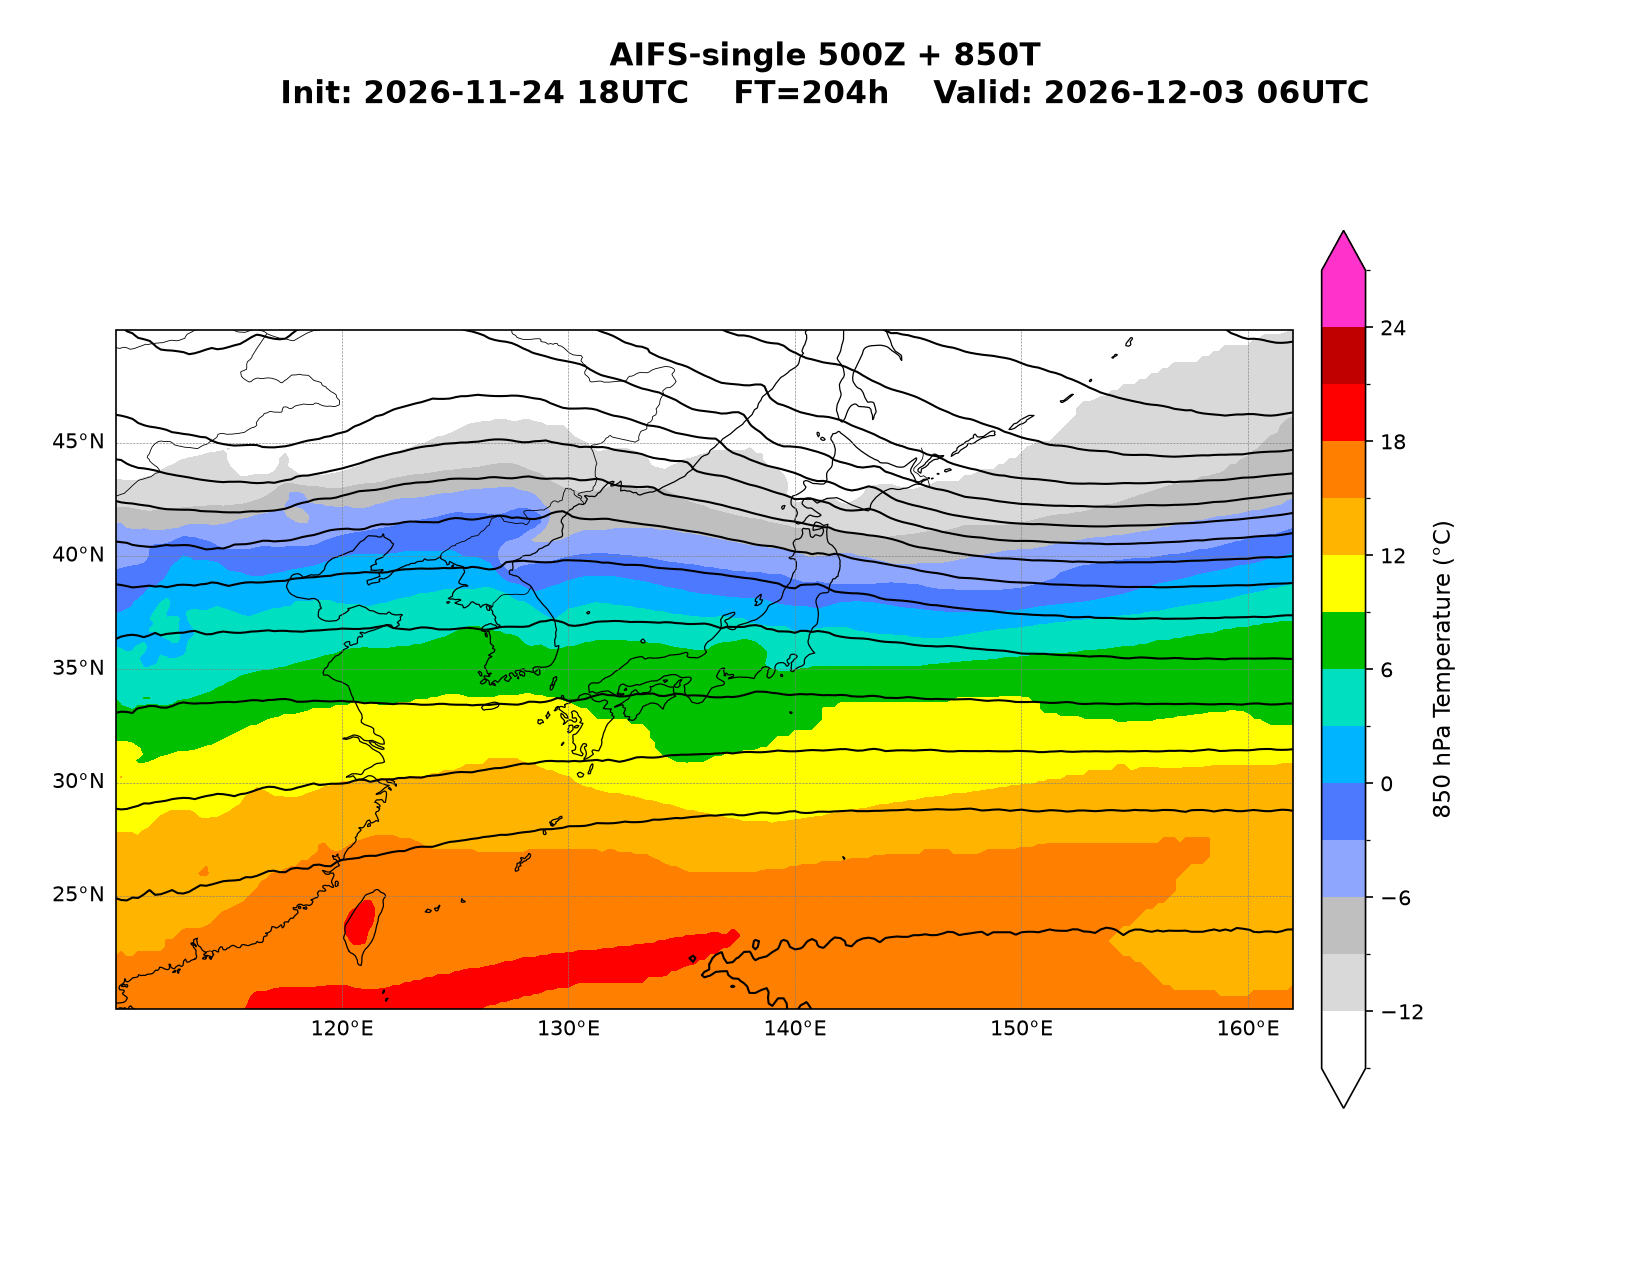 AIFS-single 500Z + 850T
Init: 2026-11-24 18UTC    FT=204h    Valid: 2026-12-03 06UTC
45°N
40°N
35°N
30°N
25°N
120°E
130°E
140°E
150°E
160°E
24
18
12
6
0
−6
−12
850 hPa Temperature (°C)